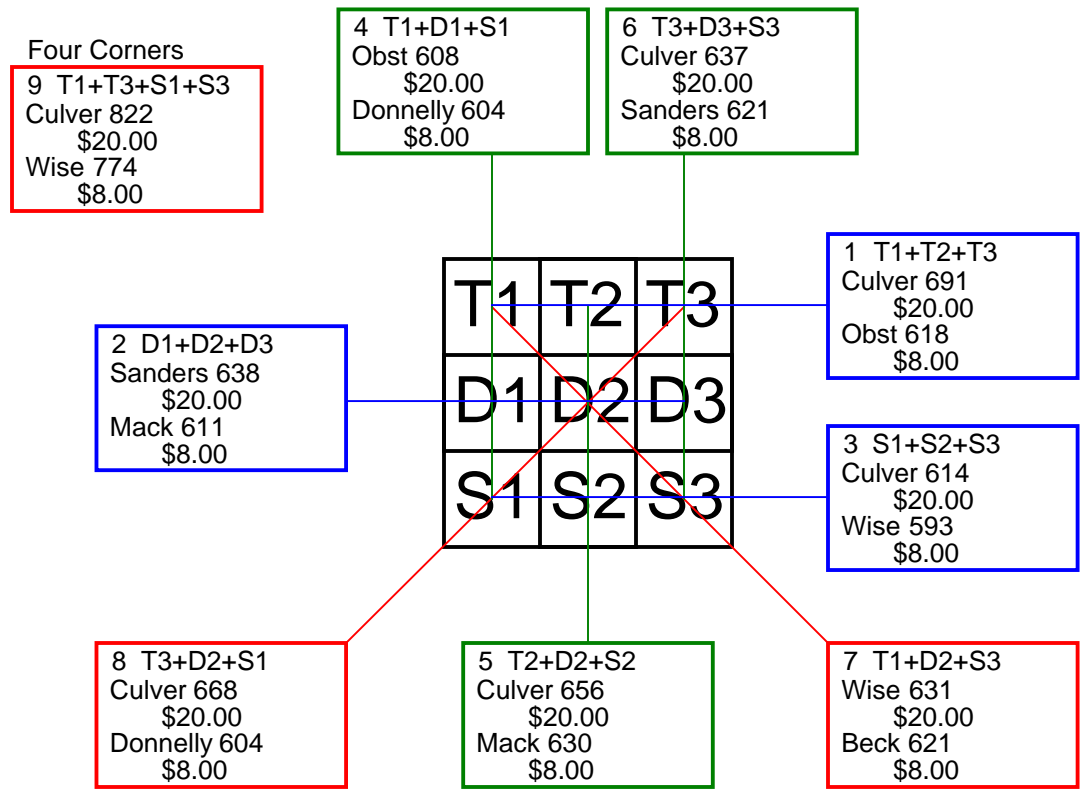 Four Corners
9 T1+T3+S1+S3
Culver 822
$20.00
Wise 774
$8.00
4 T1+D1+S1
Obst 608
$20.00
Donnelly 604
$8.00
6 T3+D3+S3
Culver 637
$20.00
Sanders 621
$8.00
1 T1+T2+T3
Culver 691
$20.00
Obst 618
$8.00
T1 T2 T3
D1 D2 D3
S1 S2 S3
2 D1+D2+D3
Sanders 638
$20.00
Mack 611
$8.00
3 S1+S2+S3
Culver 614
$20.00
Wise 593
$8.00
8 T3+D2+S1
Culver 668
$20.00
Donnelly 604
$8.00
5 T2+D2+S2
Culver 656
$20.00
Mack 630
$8.00
7 T1+D2+S3
Wise 631
$20.00
Beck 621
$8.00